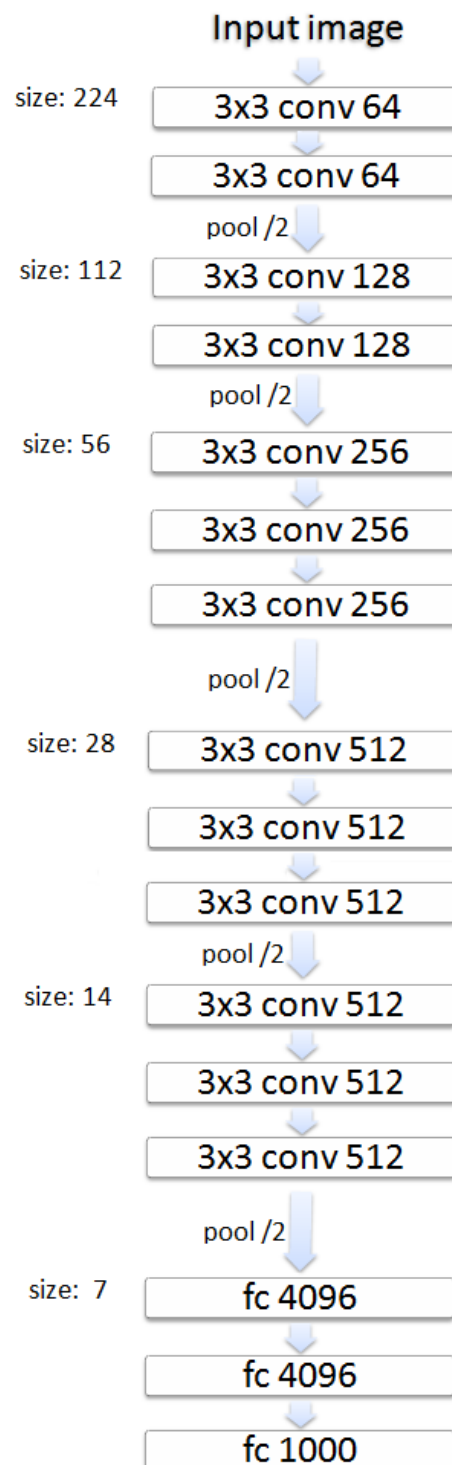 Input image
size: 224
3x3 conv 64
3x3 conv 64
pool /2
size: 112
3x3 conv 128
3x3 conv 128
pool /2
size: 56
3x3 conv 256
3x3 conv 256
3x3 conv 256
pool /2
size: 28
3x3 conv 512
3x3 conv 512
3x3 conv 512
pool /2
size: 14
3x3 conv 512
3x3 conv 512
3x3 conv 512
pool /2
size: 7
fc 4096
fc 4096
fc 1000